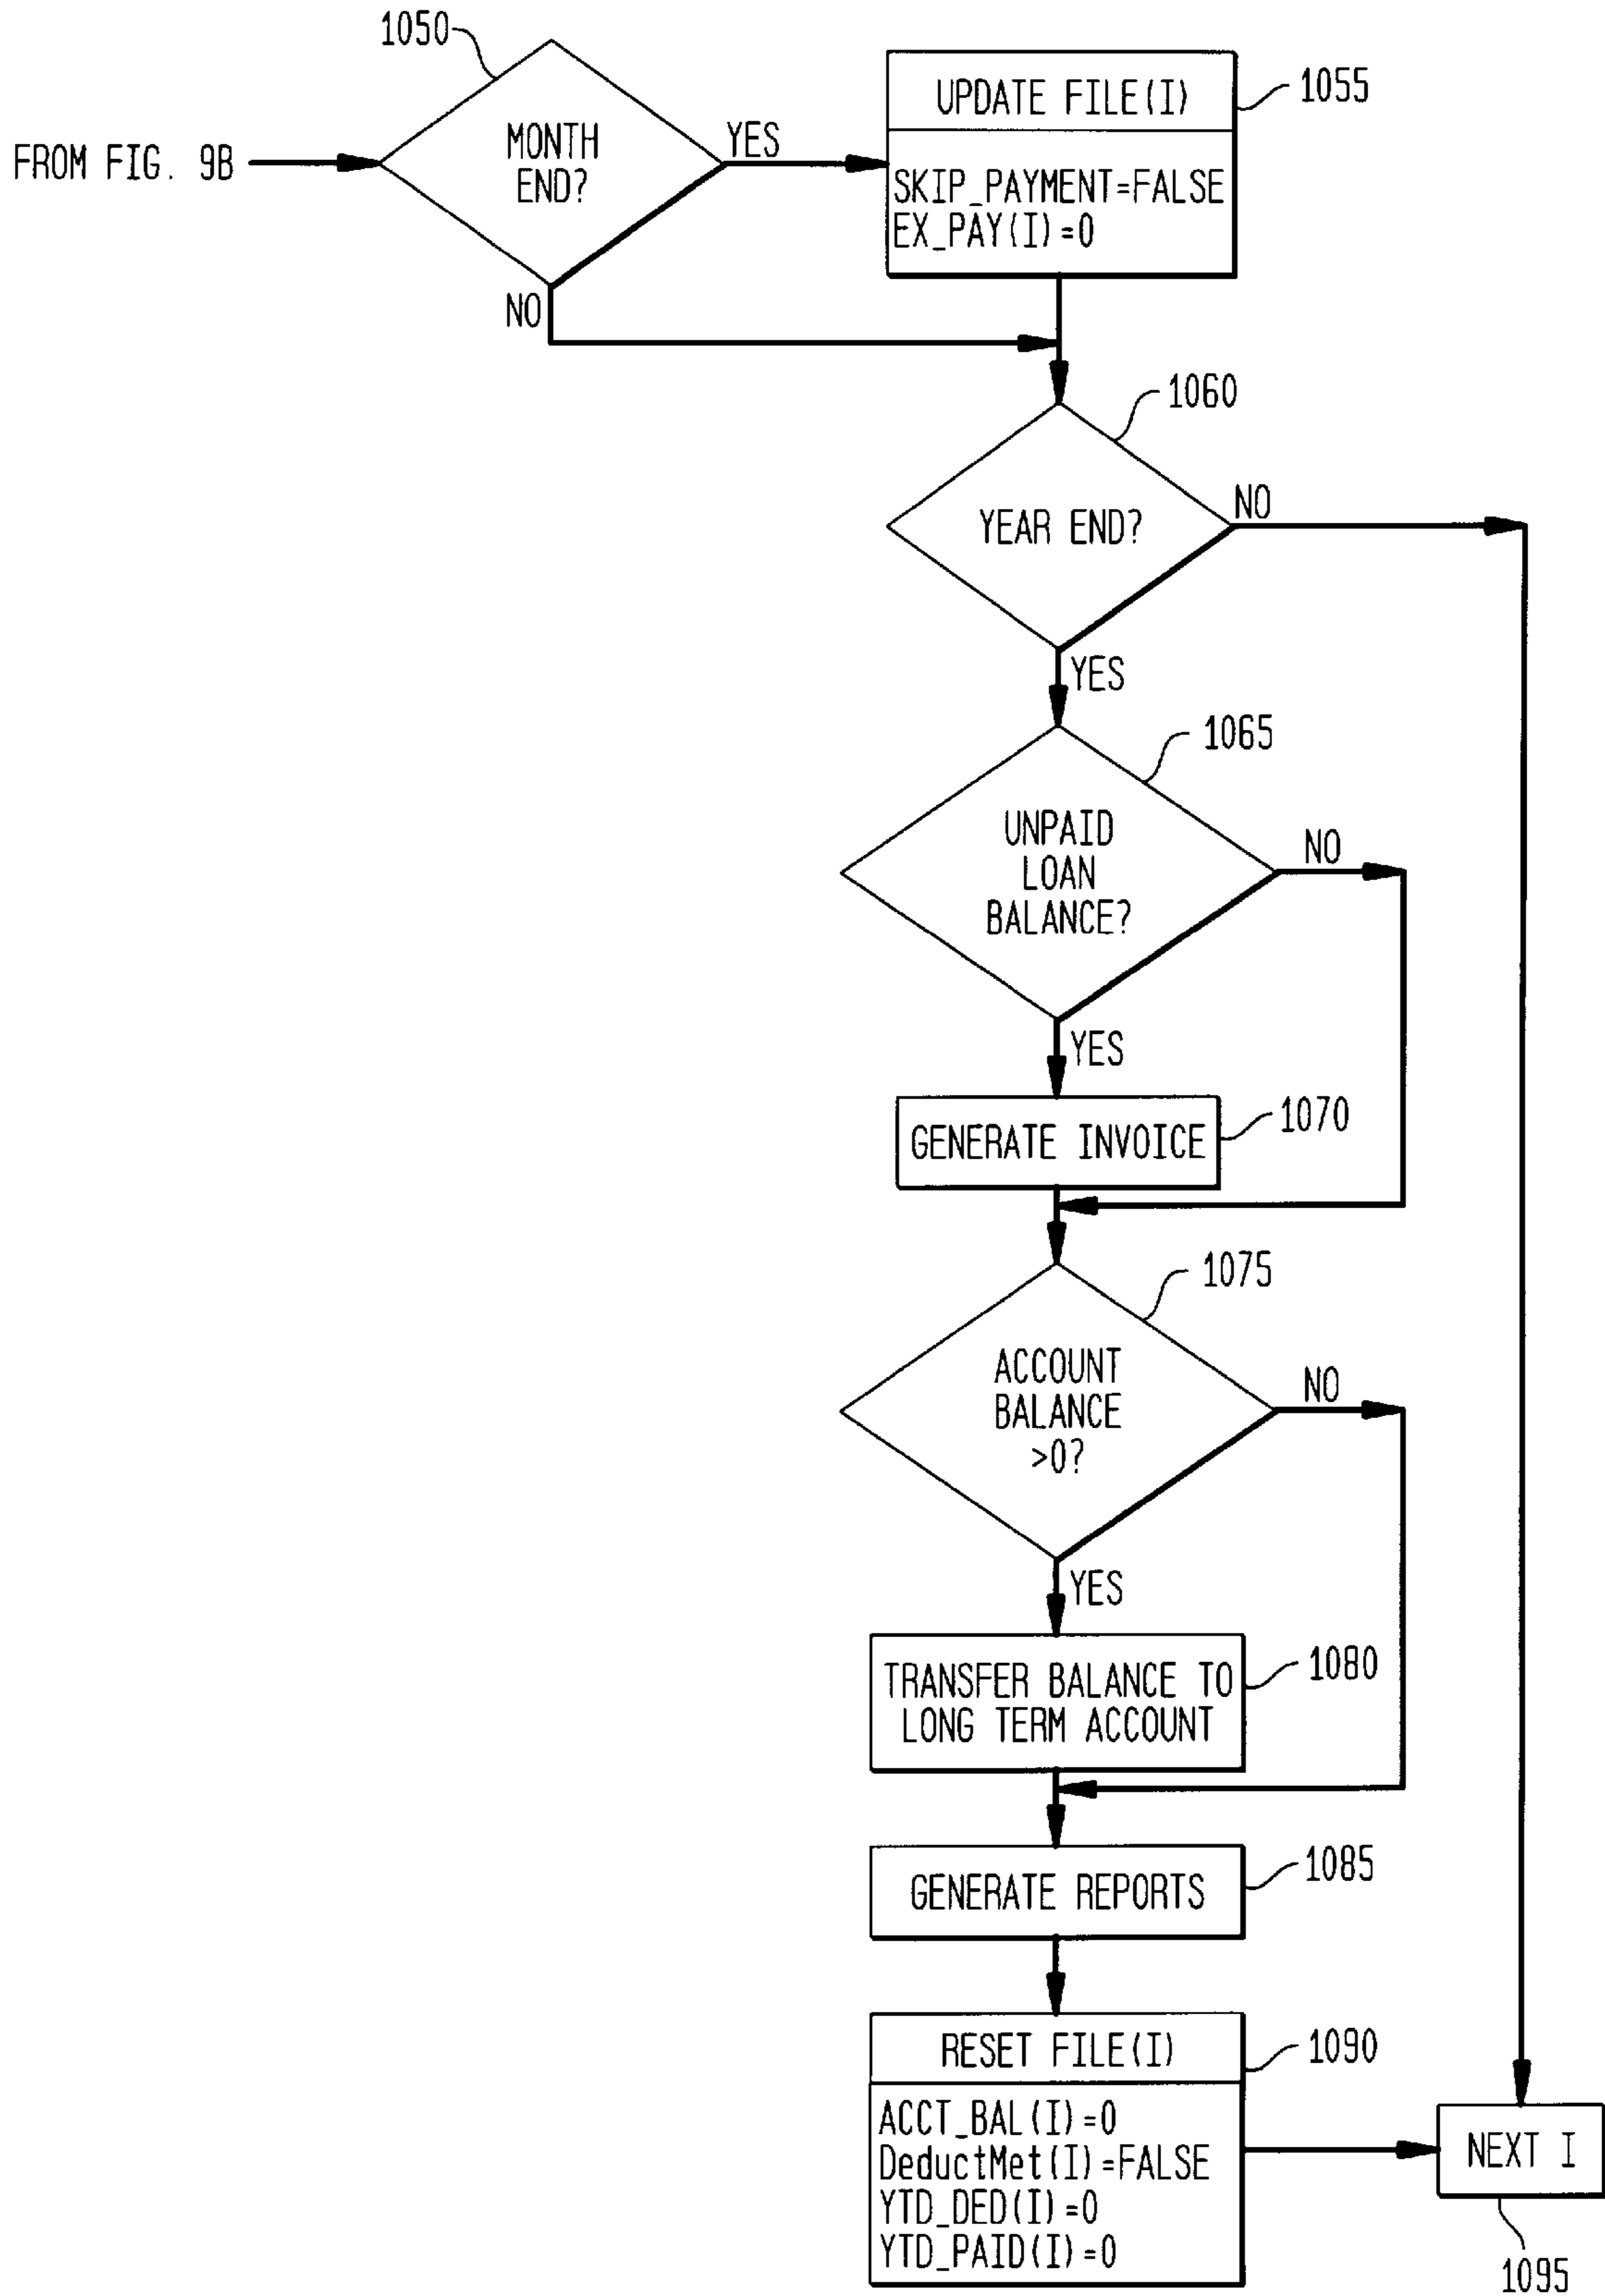 1050
UPDATE FILE(I)
1055
FROM FIG. 9B
MONTH
END?
YES
SKIP_PAYMENT=FALSE
EX_PAY(I)=0
NO
1060
YEAR END?
NO
YES
1065
UNPAID
LOAN
BALANCE?
NO
YES
GENERATE INVOICE
1070
1075
ACCOUNT
BALANCE
>0?
NO
YES
TRANSFER BALANCE TO
LONG TERM ACCOUNT
1080
GENERATE REPORTS
1085
RESET FILE(I)
1090
ACCT_BAL(I)=0
DeductMet(I)=FALSE
YTD_DED(I)=0
YTD_PAID(I)=0
NEXT I
1095